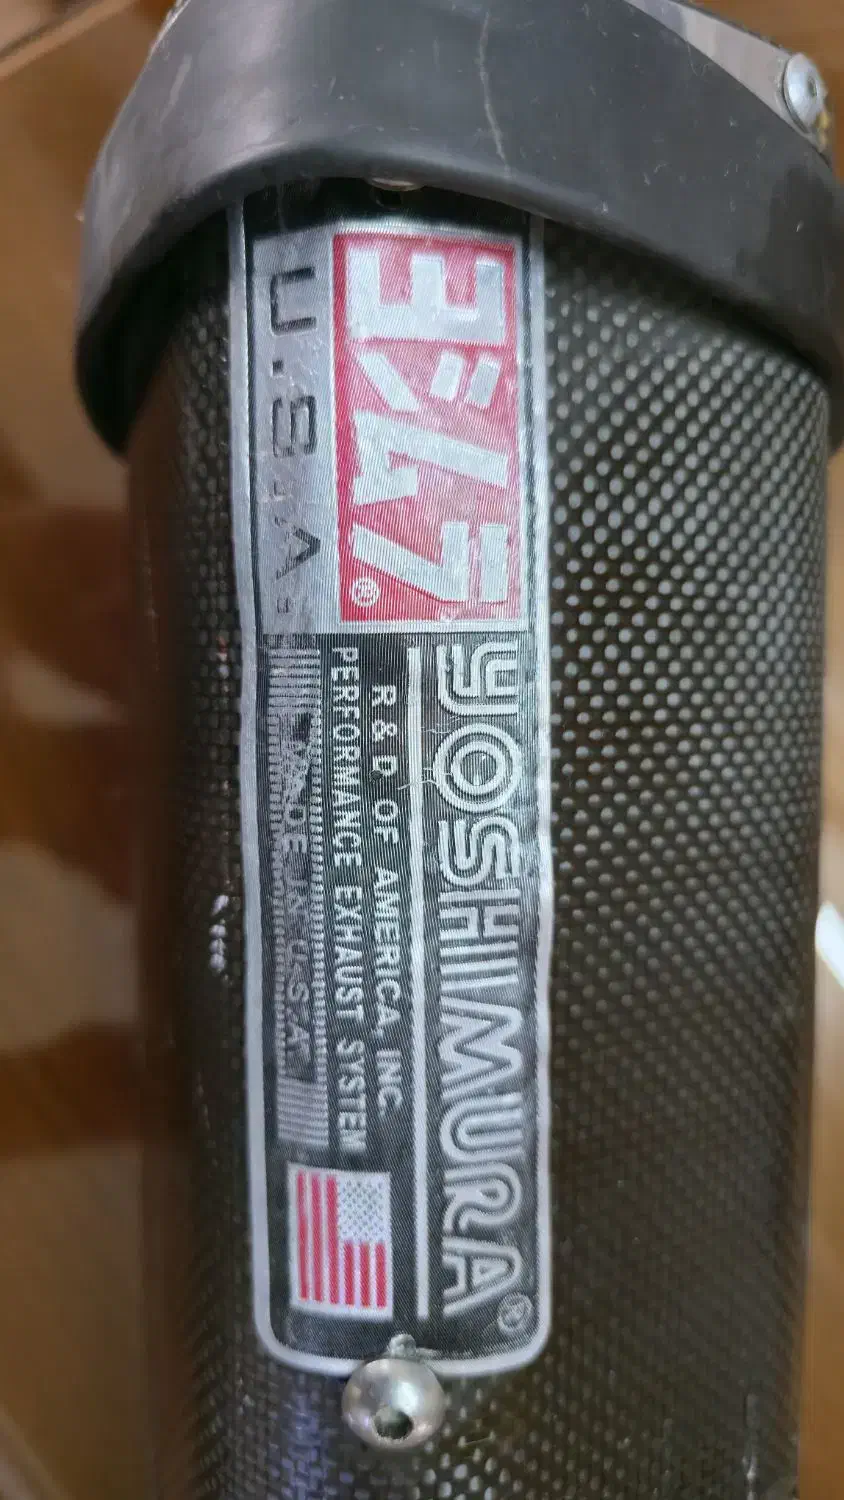 ヨシムラ®
U.S.A.
YOSHIMURA®
R&D OF AMERICA, INC.
PERFORMANCE EXHAUST SYSTEM
MADE IN U.S.A.